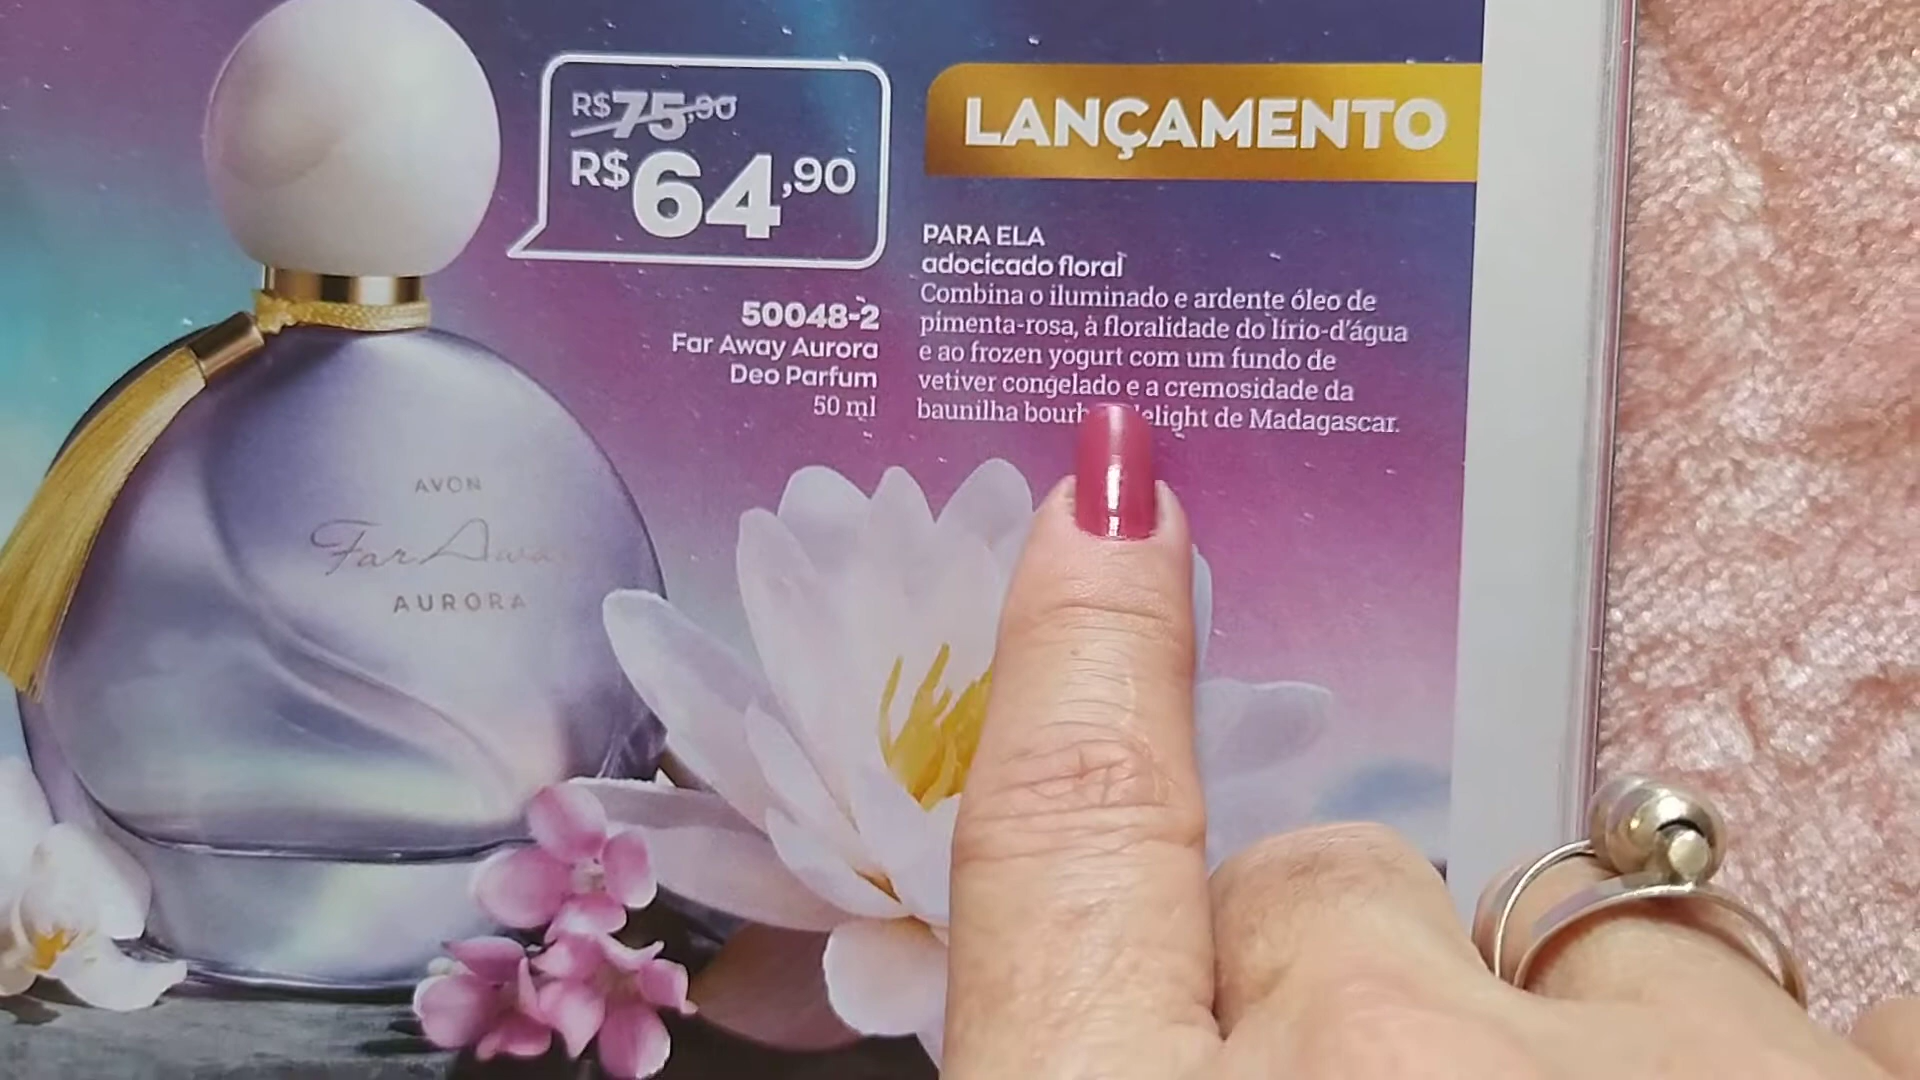 R$75,90
R$64,90
LANÇAMENTO
PARA ELA
adocicado floral
Combina o iluminado e ardente óleo de
pimenta-rosa, à floralidade do lírio-d'água
e ao frozen yogurt com um fundo de
vetiver congelado e a cremosidade da
baunilha de Madagascar.
50048-2
Far Away Aurora
Deo Parfum
50 ml
AVON
Far Away
AURORA